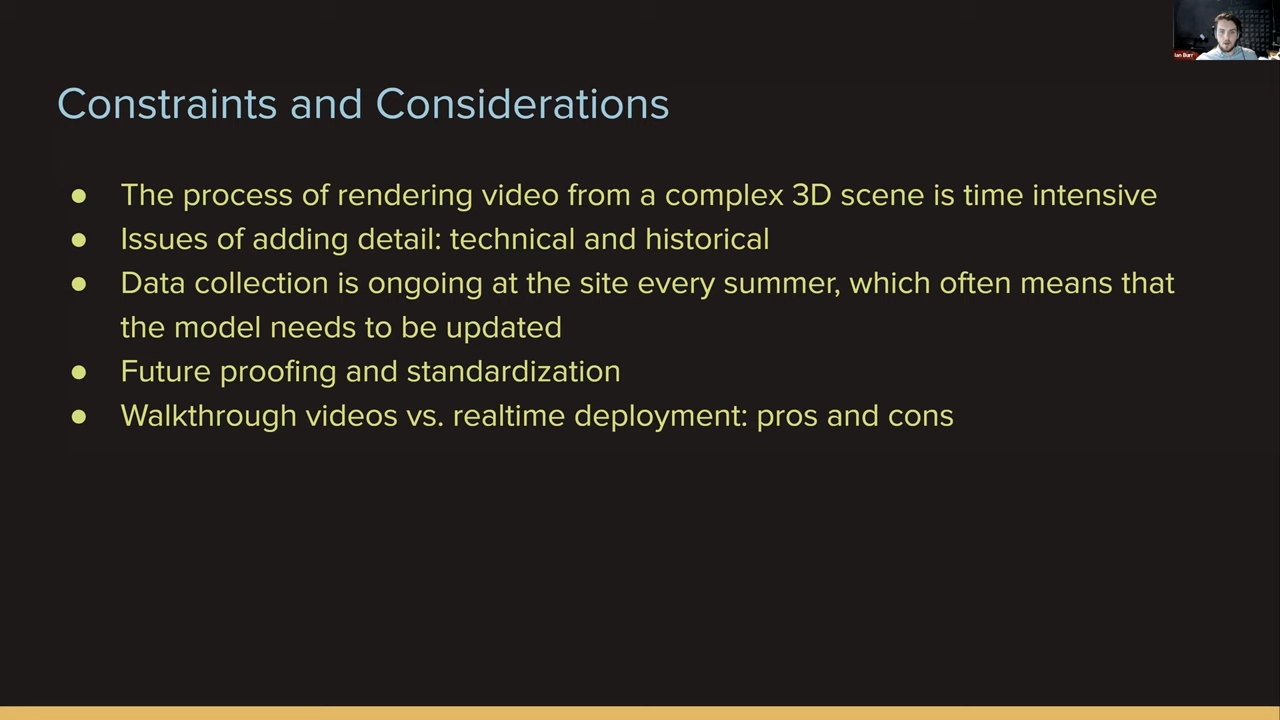 Constraints and Considerations
● The process of rendering video from a complex 3D scene is time intensive
● Issues of adding detail: technical and historical
● Data collection is ongoing at the site every summer, which often means that
the model needs to be updated
● Future proofing and standardization
● Walkthrough videos vs. realtime deployment: pros and cons